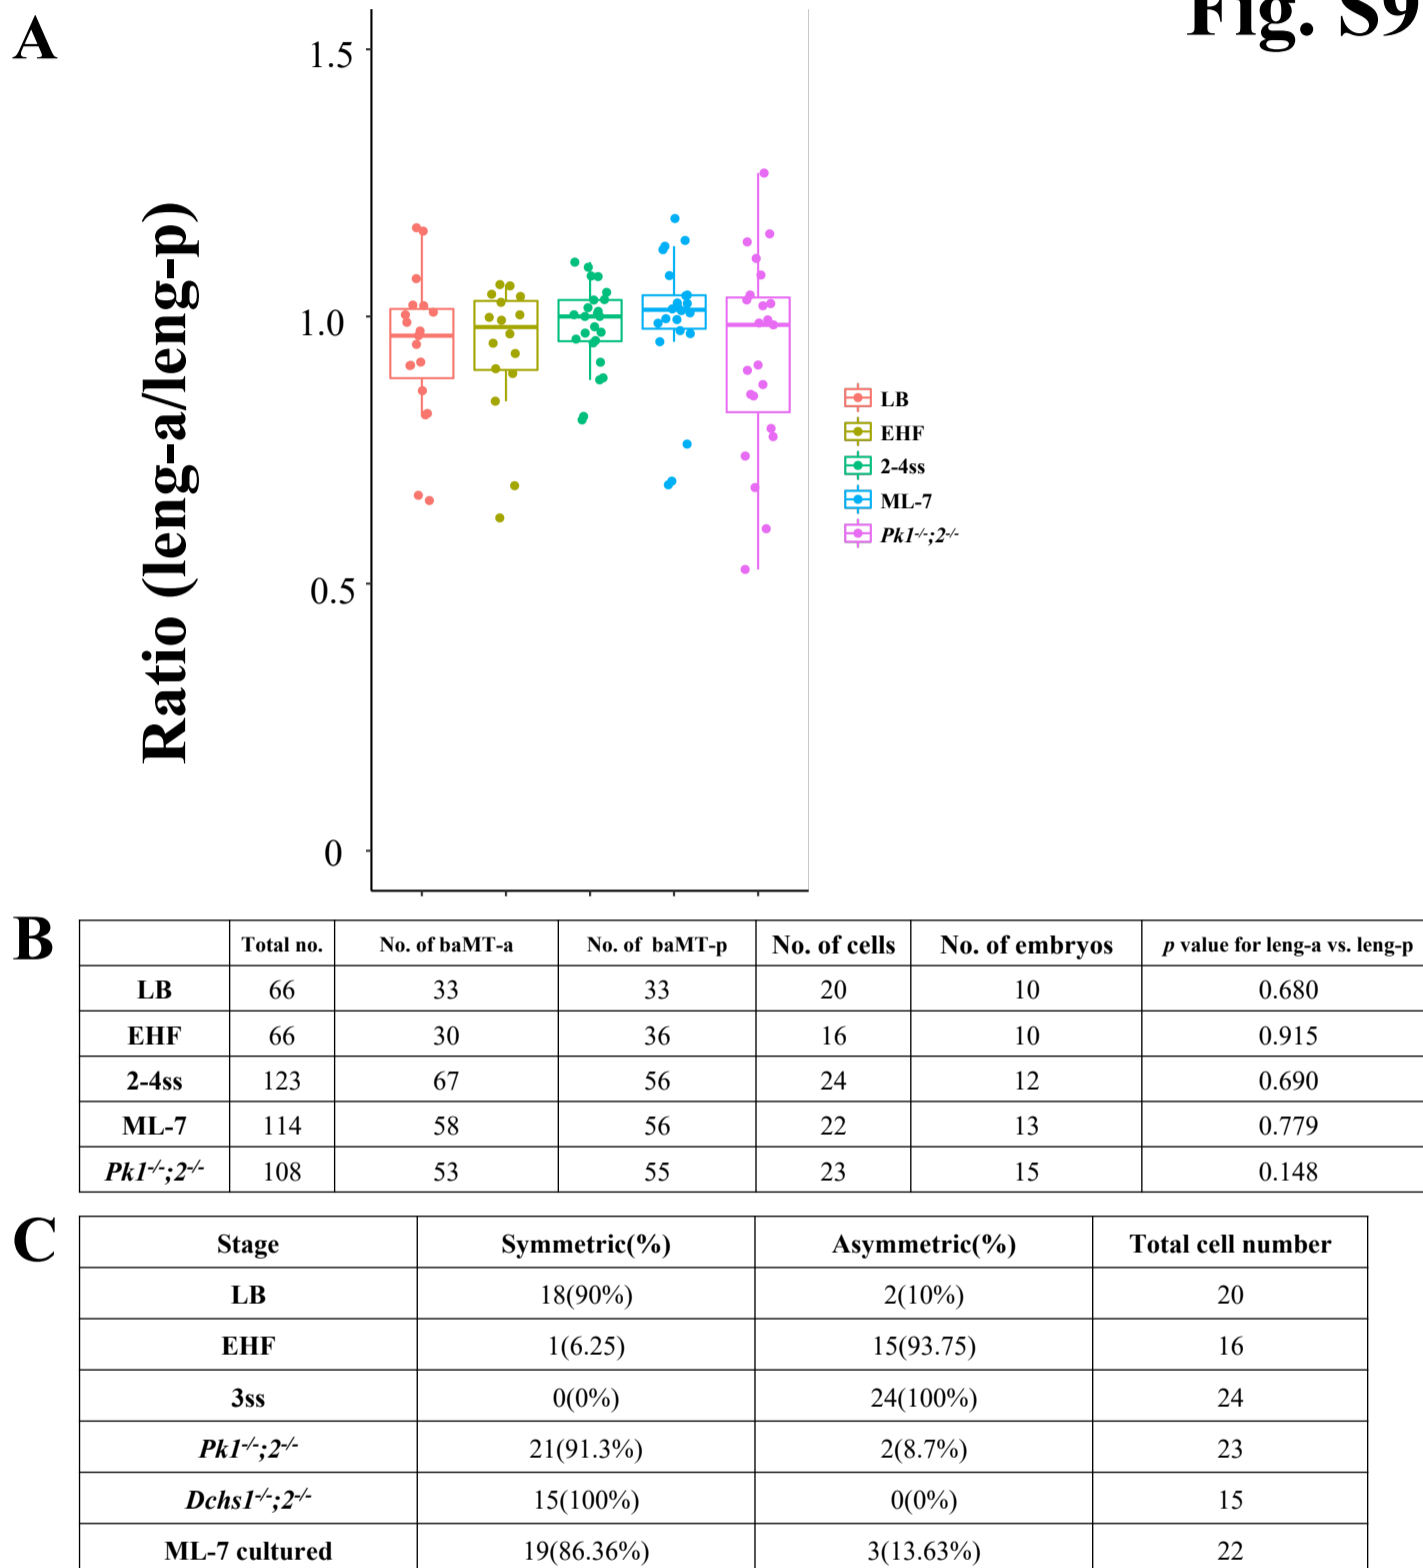 Fig. S9
A
1.5
1.0
0.5
0
Ratio (leng-a/leng-p)
LB
EHF
2-4ss
ML-7
Pk1-/-;2-/-
B
Total no. No. of baMT-a No. of baMT-p No. of cells No. of embryos p value for leng-a vs. leng-p
LB 66 33 33 20 10 0.680
EHF 66 30 36 16 10 0.915
2-4ss 123 67 56 24 12 0.690
ML-7 114 58 56 22 13 0.779
Pk1-/-;2-/- 108 53 55 23 15 0.148
C
Stage Symmetric(%) Asymmetric(%) Total cell number
LB 18(90%) 2(10%) 20
EHF 1(6.25) 15(93.75) 16
3ss 0(0%) 24(100%) 24
Pk1-/-;2-/- 21(91.3%) 2(8.7%) 23
Dchs1-/-;2-/- 15(100%) 0(0%) 15
ML-7 cultured 19(86.36%) 3(13.63%) 22